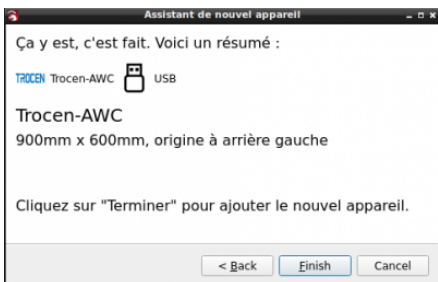 Assistant de nouvel appareil
Ça y est, c'est fait. Voici un résumé :
TROCEN Trocen-AWC USB
Trocen-AWC
900mm x 600mm, origine à arrière gauche
Cliquez sur "Terminer" pour ajouter le nouvel appareil.
< Back Finish Cancel